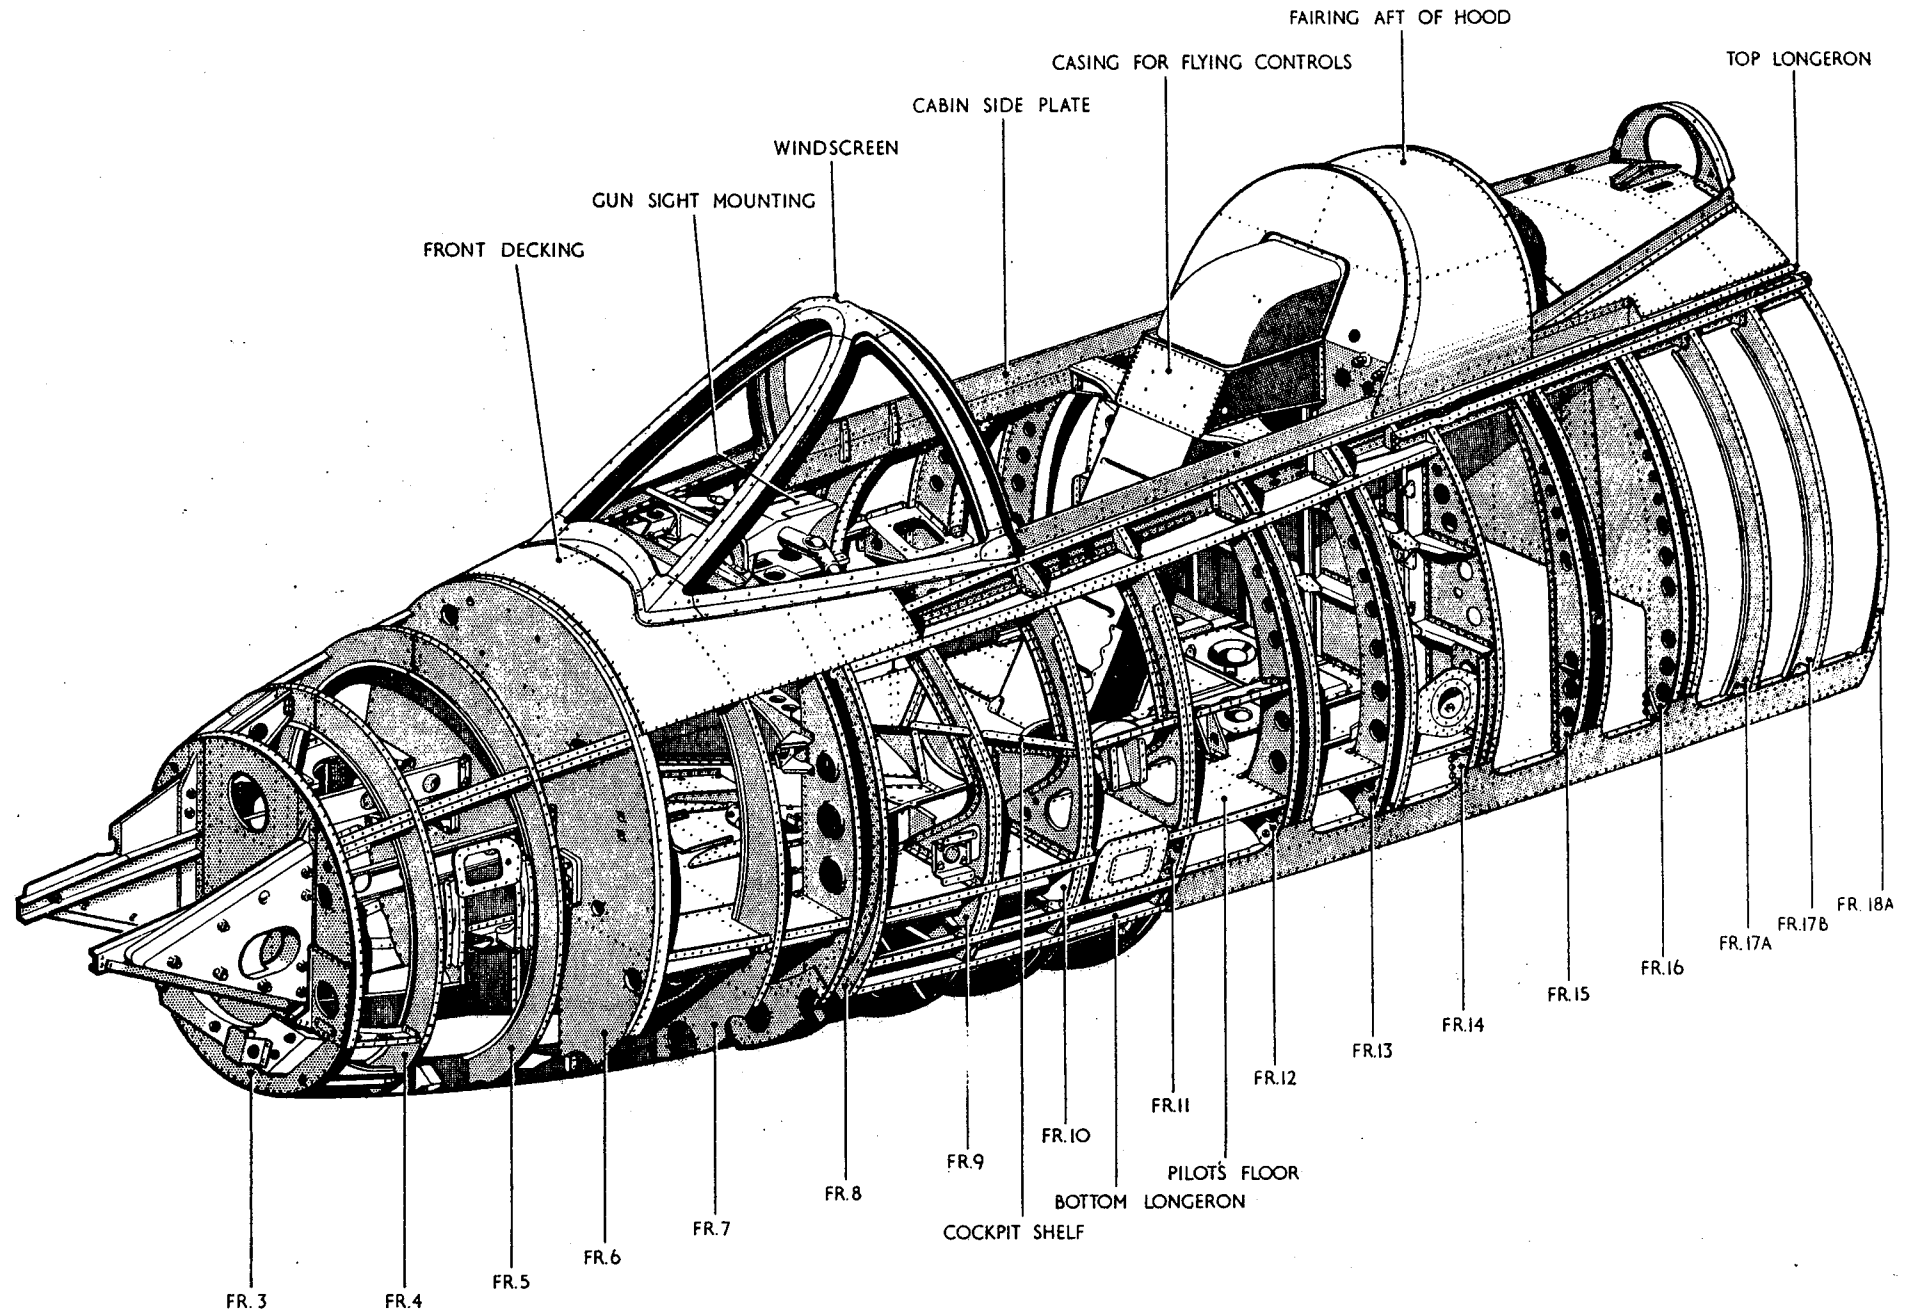 FAIRING AFT OF HOOD
CASING FOR FLYING CONTROLS
TOP LONGERON
CABIN SIDE PLATE
WINDSCREEN
GUN SIGHT MOUNTING
FRONT DECKING
FR. 18A
FR.17B
FR.17A
FR.16
FR.15
FR.14
FR.13
FR.12
FR.11
FR.10
FR.9
PILOT'S FLOOR
FR.8
BOTTOM LONGERON
FR.7
COCKPIT SHELF
FR.6
FR.5
FR. 3
FR.4